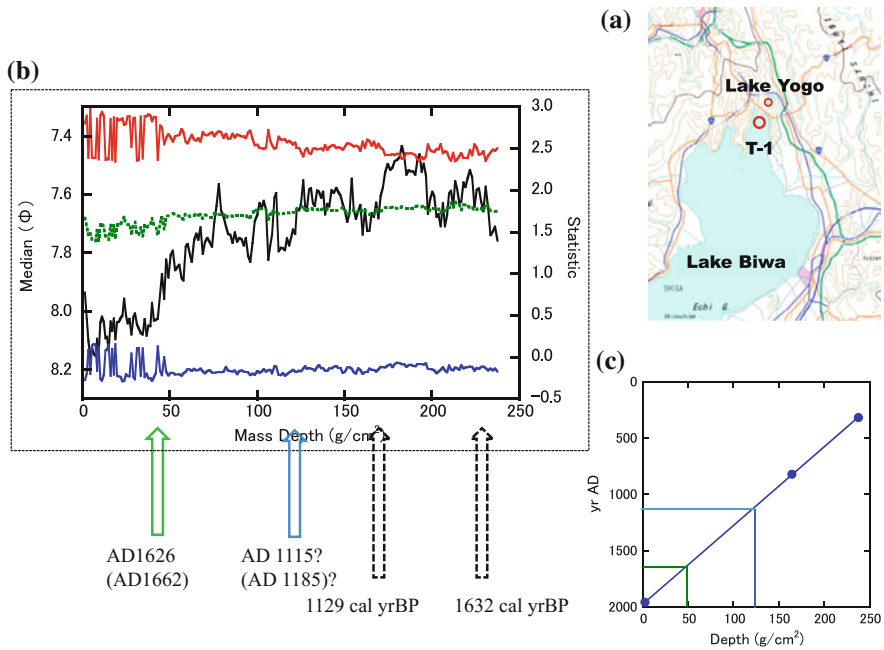 (a)
Lake Yogo
T-1
Lake Biwa
SHIGA
Echi G.
(b)
7.4
7.6
7.8
8.0
8.2
Median (Φ)
3.0
2.5
2.0
1.5
1.0
0.5
0.0
−0.5
Statistic
0 50 100 150 200 250
Mass Depth (g/cm²)
AD1626
(AD1662)
AD 1115?
(AD 1185)?
1129 cal yrBP
1632 cal yrBP
(c)
0
500
1000
1500
2000
yr AD
0 50 100 150 200 250
Depth (g/cm²)